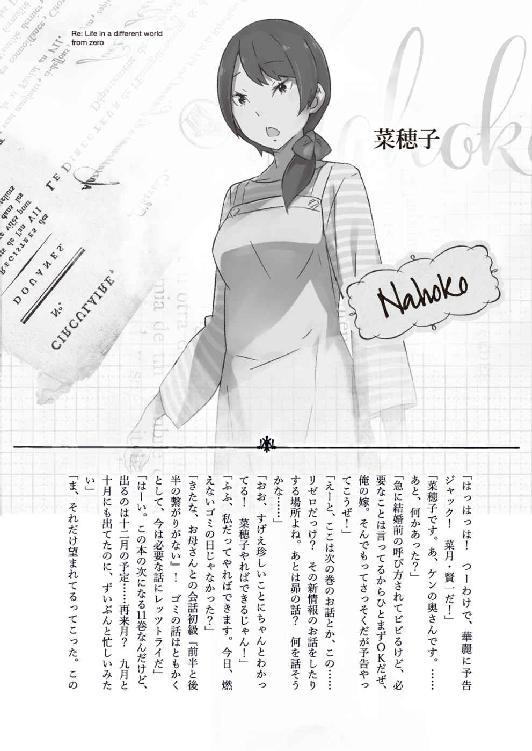 Re: Life in a different world
from zero
菜穂子
Nahoko
「はっはっは! つーわけで、華麗に予告
ジャック! 菜月・賢一だ!」
「菜穂子です。あ、ケンの奥さんです。……
あと、何かあった?」
「急に結婚前の呼び方されてビビるけど、必
要なことは言ってるからひとまずOKだぜ、
俺の嫁。そんでもってさっそくだが予告やっ
てこうぜ!」
「えーと、ここは次の巻のお話とか、この……
リゼロだっけ? その新情報のお話をしたり
する場所よね。あとは昴の話? 何を話そう
かな……」
「おお、すげえ珍しいことにちゃんとわかっ
てる! 菜穂子やればできるじゃん!」
「ふふ、私だってやればできます。今日、燃
えないゴミの日じゃなかった?」
「きたな、お母さんとの会話初級『前半と後
半の繋がりがない』! ゴミの話はともかく
として、今は必要な話にレッツトライだ」
「はーい。この本の次になる11巻なんだけど、
出るのは十二月の予定……再来月? 九月と
十月にも出てたのに、ずいぶんと忙しいみた
い」
「ま、それだけ望まれてるってこった。この